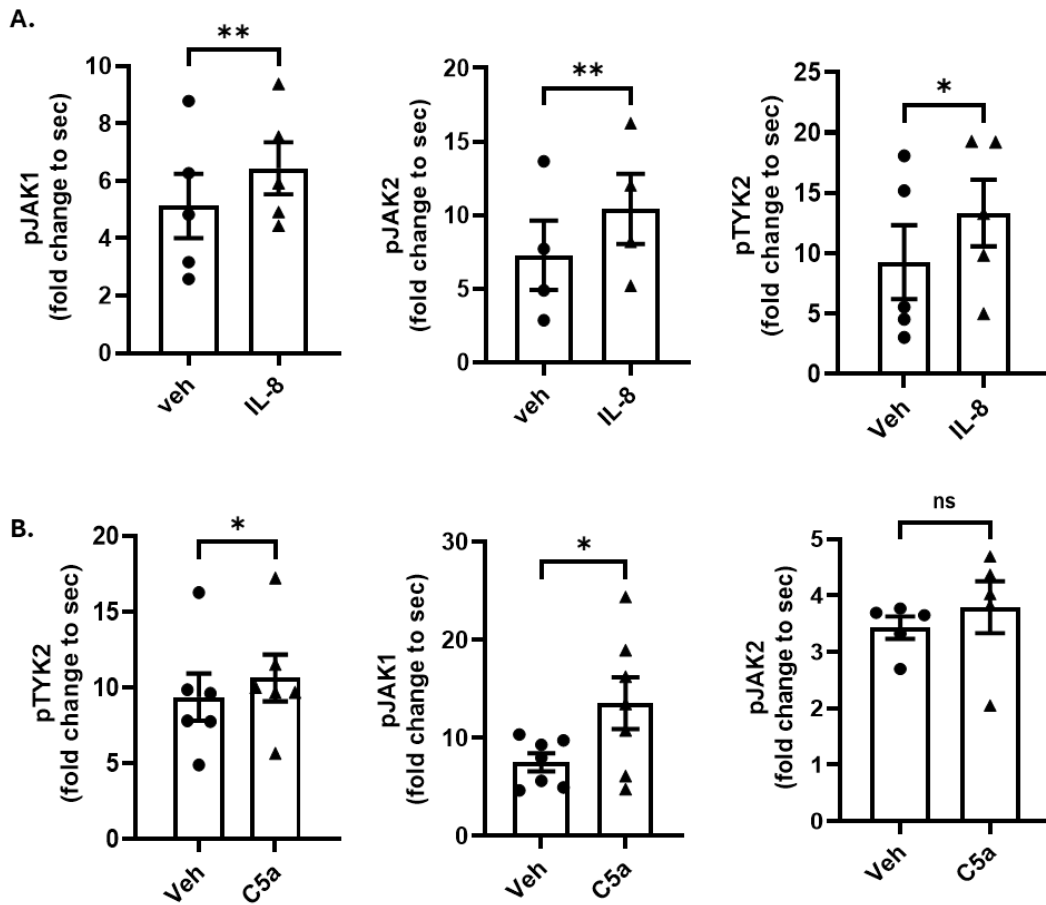 A.
**
**
*
pJAK1
(fold change to sec)
10
8
6
4
2
0
veh
IL-8
pJAK2
(fold change to sec)
20
15
10
5
0
veh
IL-8
pTYK2
(fold change to sec)
25
20
15
10
5
0
Veh
IL-8
B.
*
*
ns
pTYK2
(fold change to sec)
20
15
10
5
0
Veh
C5a
pJAK1
(fold change to sec)
30
20
10
0
Veh
C5a
pJAK2
(fold change to sec)
5
4
3
2
1
0
Veh
C5a